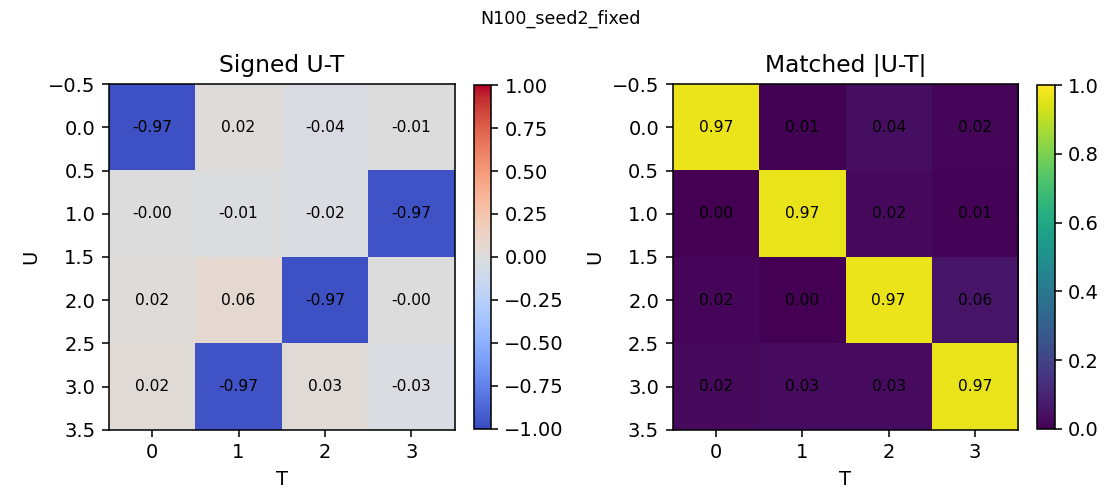 N100_seed2_fixed
Signed U-T
−0.5
0.0
0.5
1.0
1.5
2.0
2.5
3.0
3.5
U
-0.97 0.02 -0.04 -0.01
-0.00 -0.01 -0.02 -0.97
0.02 0.06 -0.97 -0.00
0.02 -0.97 0.03 -0.03
0 1 2 3
T
1.00
0.75
0.50
0.25
0.00
−0.25
−0.50
−0.75
−1.00
Matched |U-T|
−0.5
0.0
0.5
1.0
1.5
2.0
2.5
3.0
3.5
U
0.97 0.01 0.04 0.02
0.00 0.97 0.02 0.01
0.02 0.00 0.97 0.06
0.02 0.03 0.03 0.97
0 1 2 3
T
1.0
0.8
0.6
0.4
0.2
0.0